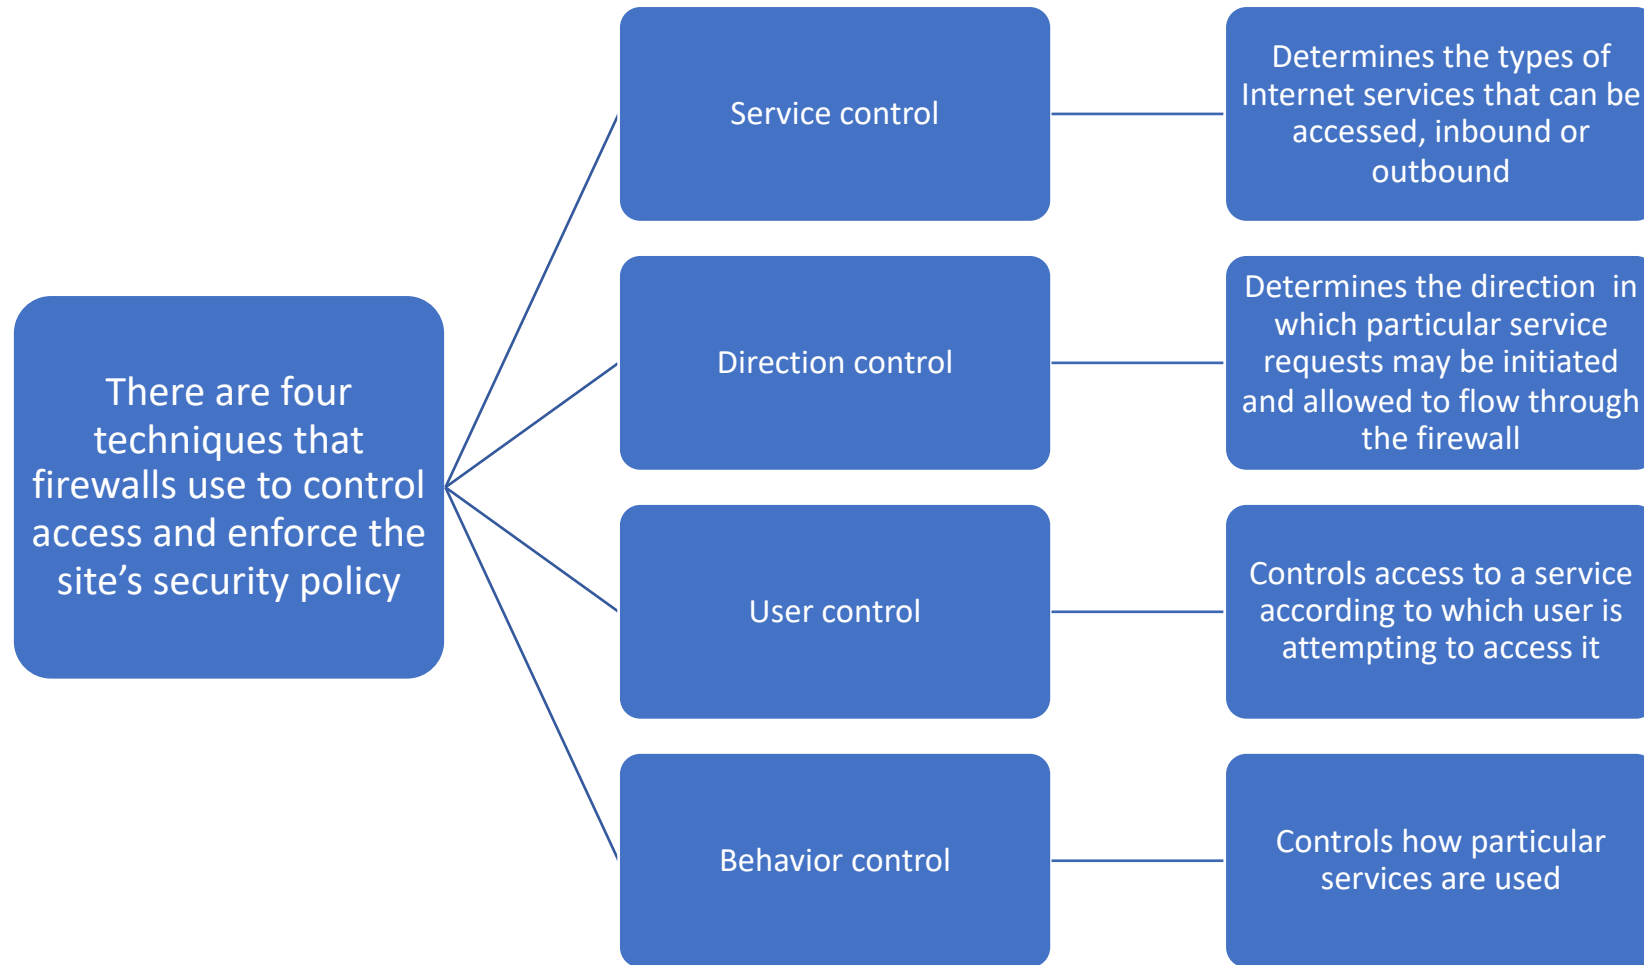 There are four
techniques that
firewalls use to control
access and enforce the
site’s security policy
Service control
Determines the types of
Internet services that can be
accessed, inbound or
outbound
Direction control
Determines the direction  in
which particular service
requests may be initiated
and allowed to flow through
the firewall
User control
Controls access to a service
according to which user is
attempting to access it
Behavior control
Controls how particular
services are used